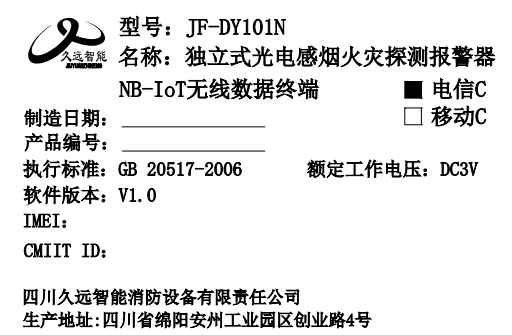 久远智能
JIUYUANZHINENG
型号：JF-DY101N
名称：独立式光电感烟火灾探测报警器
NB-IoT无线数据终端 ■ 电信C
□ 移动C
制造日期：
产品编号：
执行标准：GB 20517-2006 额定工作电压：DC3V
软件版本：V1.0
IMEI：
CMIIT ID：
四川久远智能消防设备有限责任公司
生产地址:四川省绵阳安州工业园区创业路4号